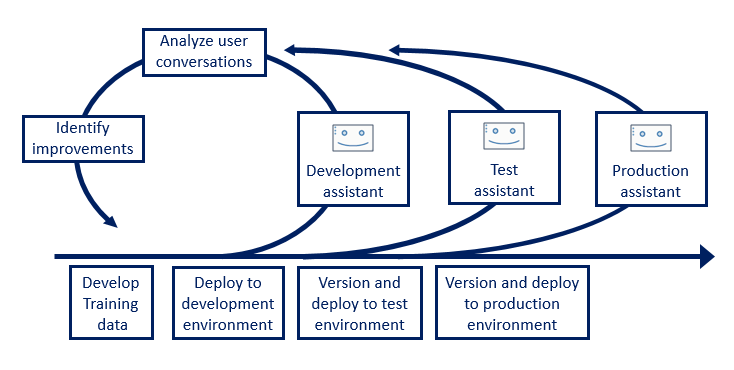 Analyze user
conversations
Identify
improvements
Development
assistant
Test
assistant
Production
assistant
Develop
Training
data
Deploy to
development
environment
Version and
deploy to test
environment
Version and deploy
to production
environment